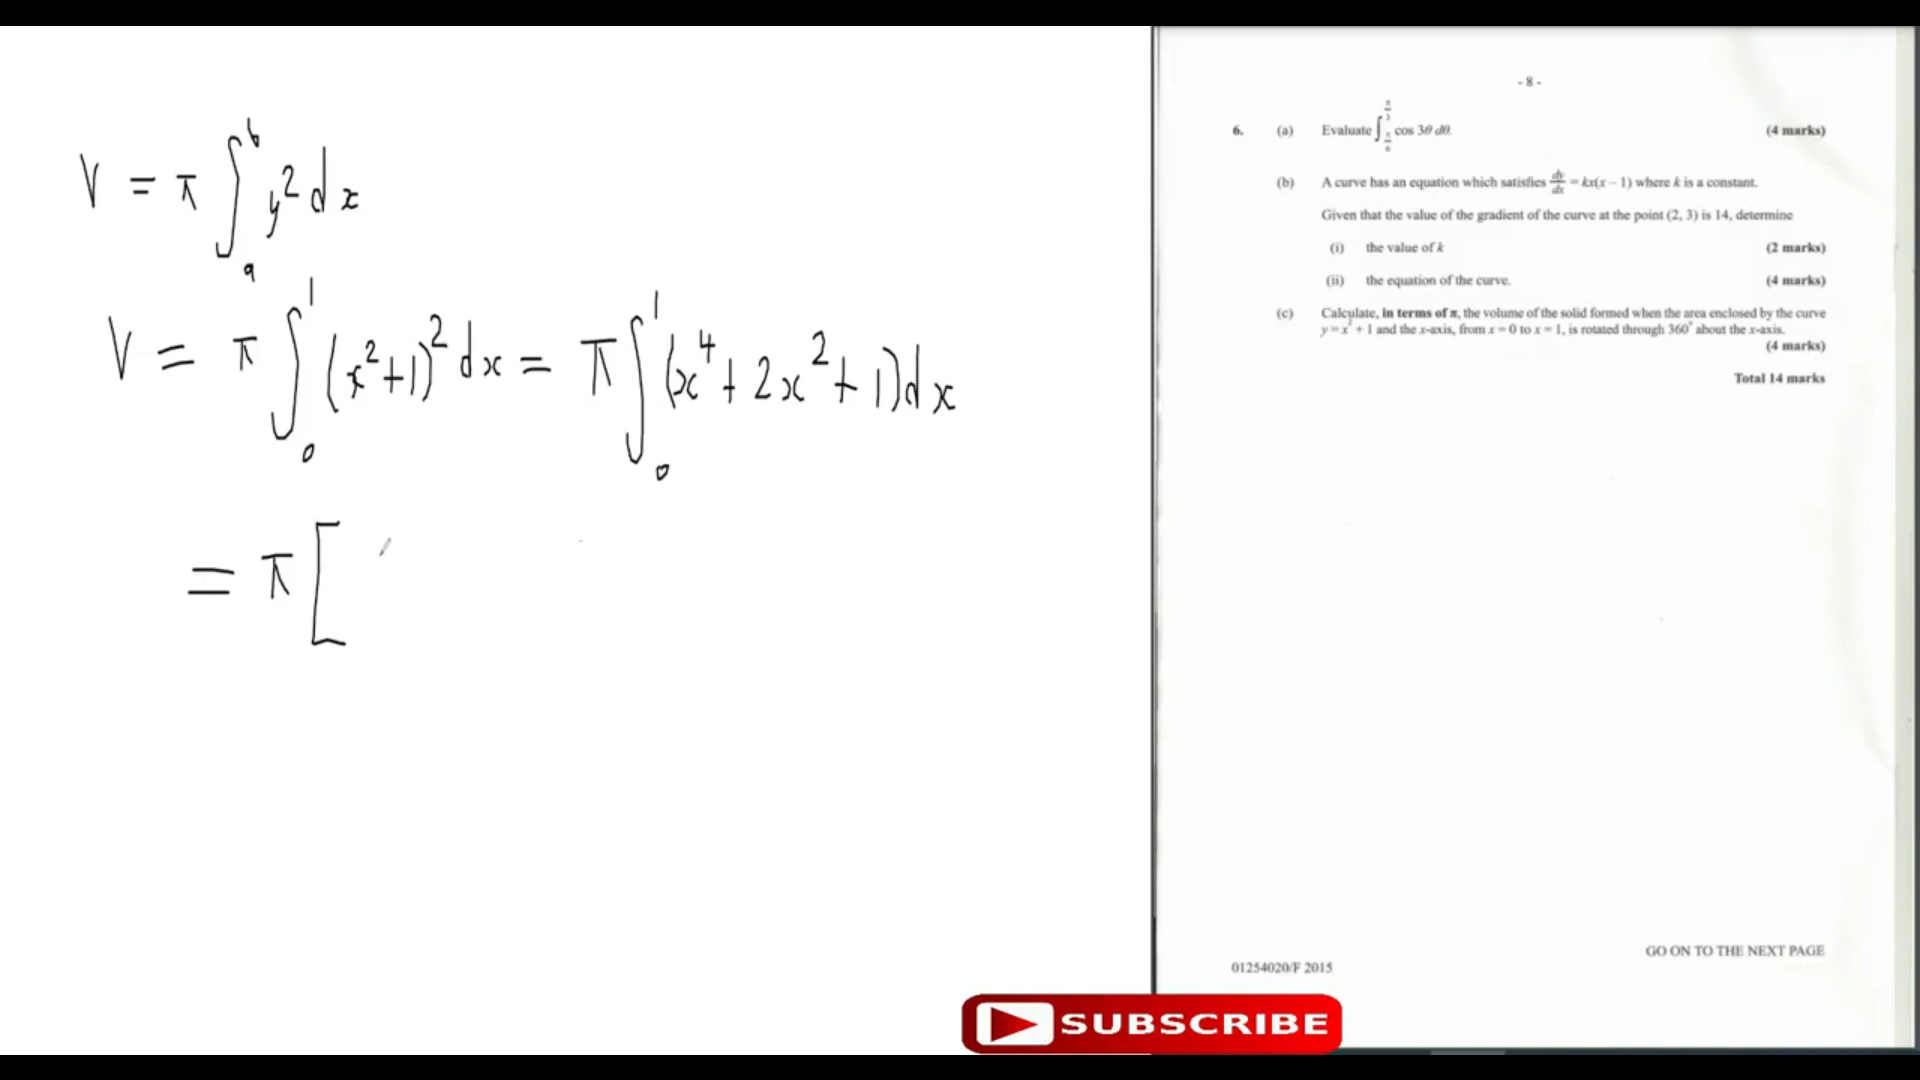 V = π ∫_a^b y² dx
V = π ∫_0^1 (x²+1)² dx = π ∫_0^1 (x⁴ + 2x² + 1) dx
= π [
- 8 -
6. (a) Evaluate ∫_{π/6}^{π/3} cos 3θ dθ. (4 marks)
(b) A curve has an equation which satisfies dy/dx = kx(x – 1) where k is a constant.
Given that the value of the gradient of the curve at the point (2, 3) is 14, determine
(i) the value of k (2 marks)
(ii) the equation of the curve. (4 marks)
(c) Calculate, in terms of π, the volume of the solid formed when the area enclosed by the curve
y = x² + 1 and the x-axis, from x = 0 to x = 1, is rotated through 360° about the x-axis.
(4 marks)
Total 14 marks
GO ON TO THE NEXT PAGE
01254020/F 2015
SUBSCRIBE